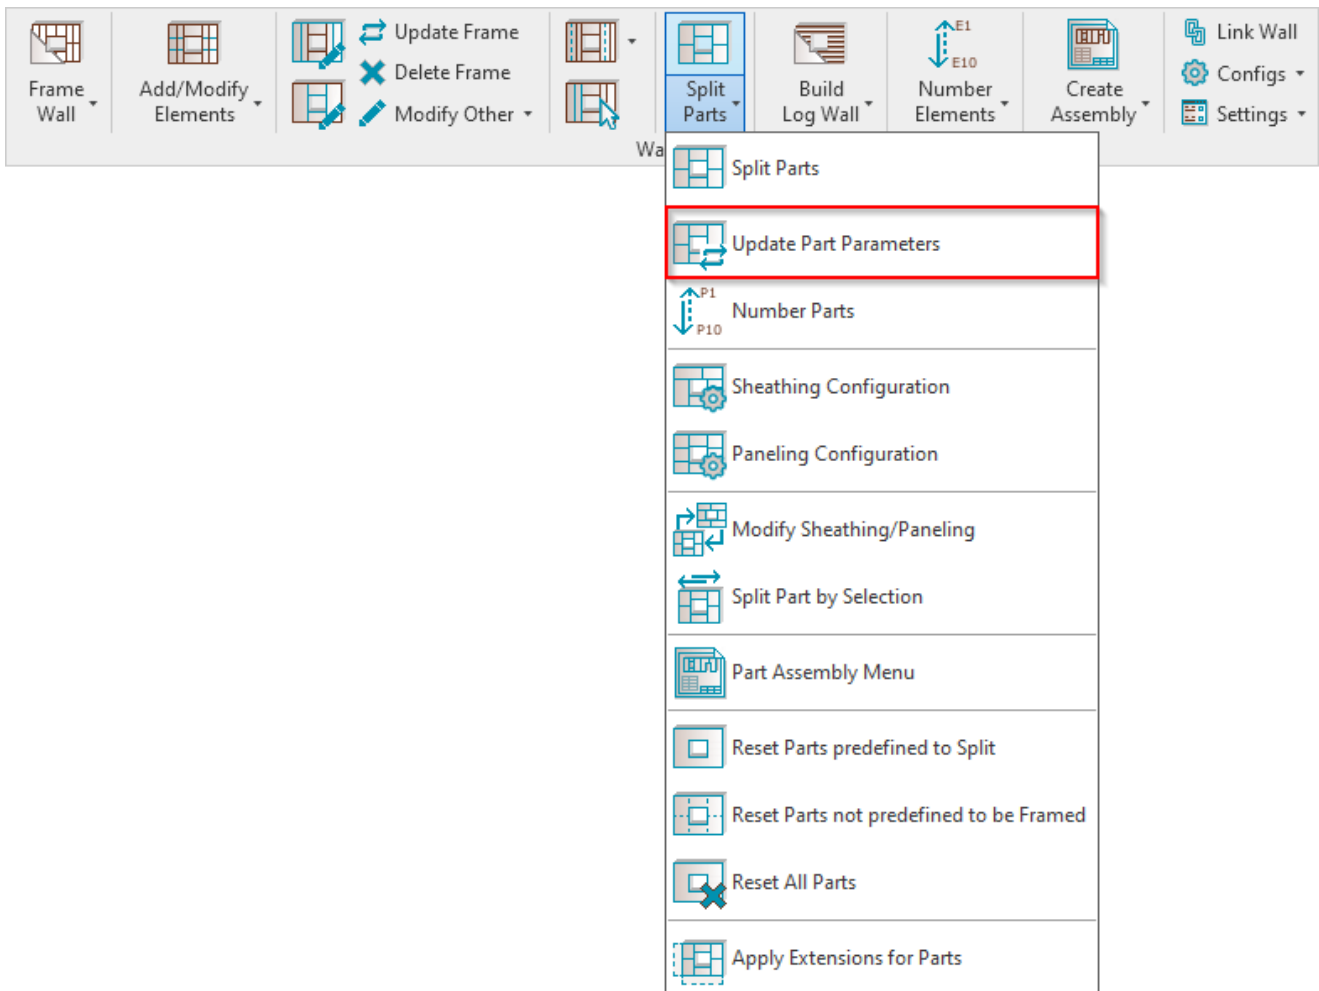 Frame
Wall
Add/Modify
Elements
Update Frame
Delete Frame
Modify Other
Split
Parts
Build
Log Wall
E1
E10
Number
Elements
Create
Assembly
Link Wall
Configs
Settings
Wa
Split Parts
Update Part Parameters
P1
P10
Number Parts
Sheathing Configuration
Paneling Configuration
Modify Sheathing/Paneling
Split Part by Selection
Part Assembly Menu
Reset Parts predefined to Split
Reset Parts not predefined to be Framed
Reset All Parts
Apply Extensions for Parts